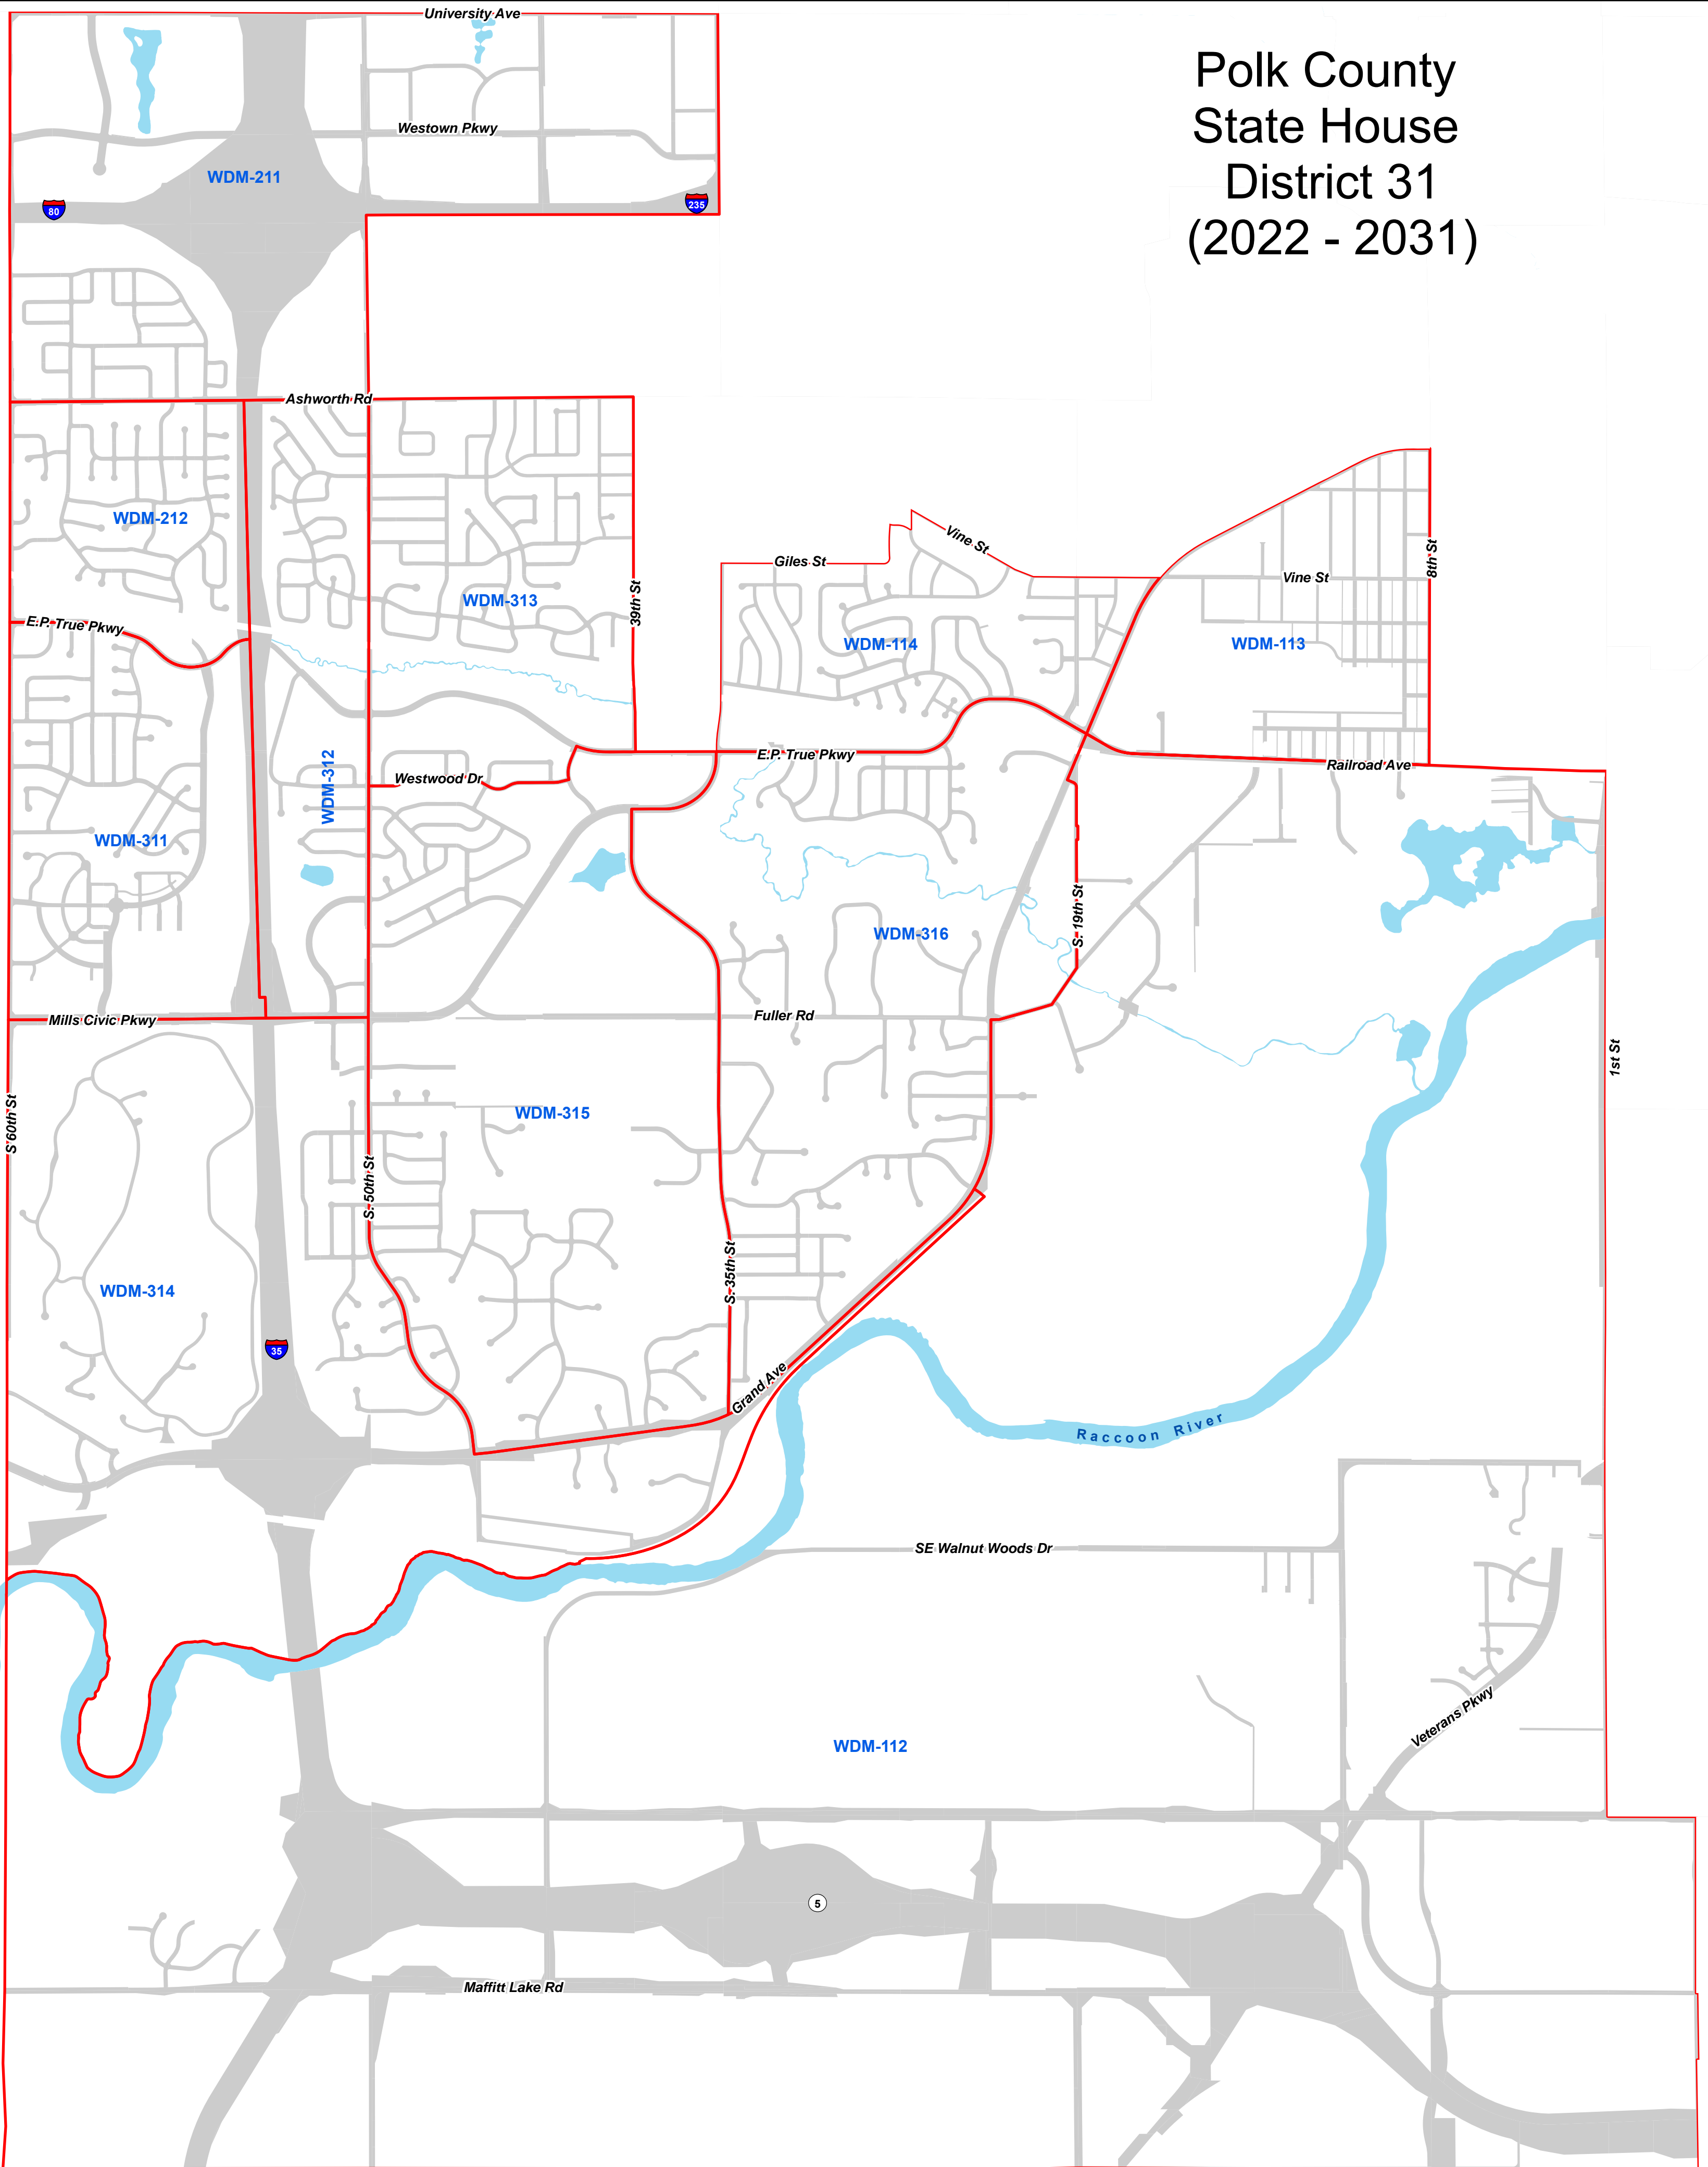 University Ave
Polk County
State House
District 31
(2022 - 2031)
Westown Pkwy
WDM-211
80
235
Ashworth Rd
WDM-212
Vine St
8th St
Giles St
Vine St
39th St
WDM-313
E.P. True Pkwy
WDM-114
WDM-113
E.P. True Pkwy
Railroad Ave
WDM-312
Westwood Dr
WDM-311
S. 19th St
WDM-316
Mills Civic Pkwy
Fuller Rd
1st St
S 60th St
WDM-315
S. 50th St
S. 35th St
WDM-314
35
Grand Ave
Raccoon River
SE Walnut Woods Dr
Veterans Pkwy
WDM-112
5
Maffitt Lake Rd